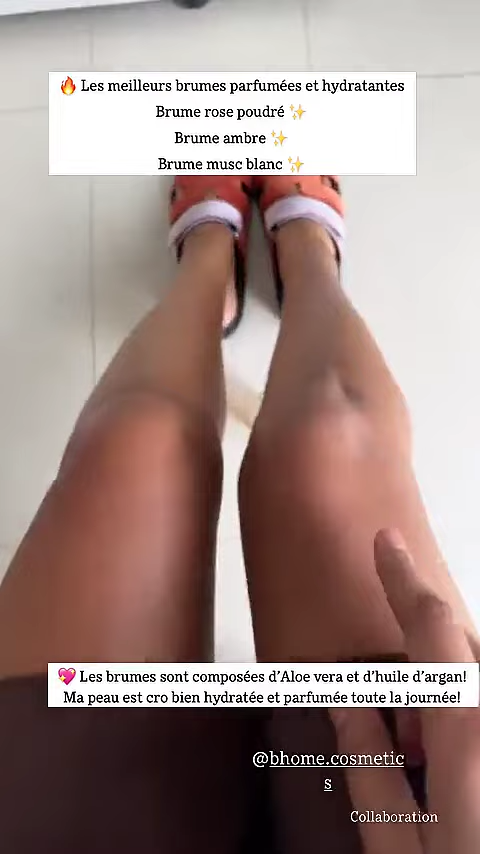 🔥 Les meilleurs brumes parfumées et hydratantes
Brume rose poudré ✨
Brume ambre ✨
Brume musc blanc ✨
💖 Les brumes sont composées d'Aloe vera et d'huile d'argan!
Ma peau est cro bien hydratée et parfumée toute la journée!
@bhome.cosmetic
s
Collaboration